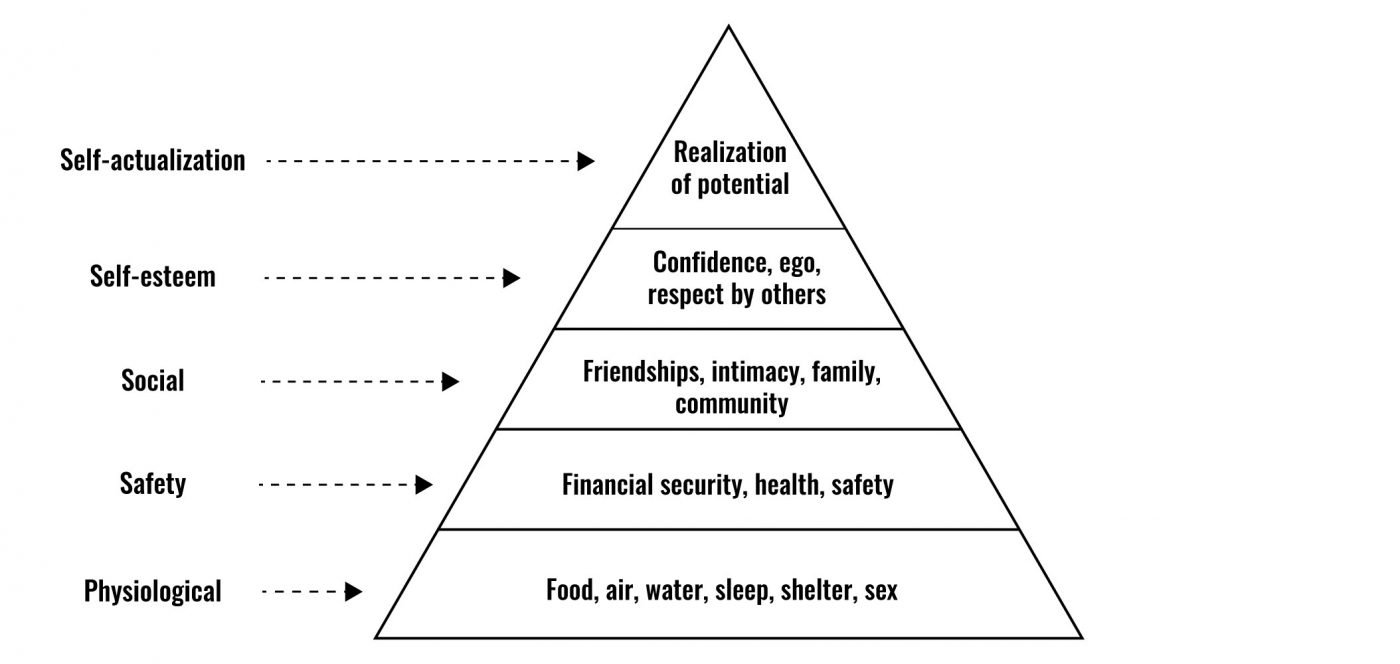 Self-actualization
Realization
of potential
Self-esteem
Confidence, ego,
respect by others
Social
Friendships, intimacy, family,
community
Safety
Financial security, health, safety
Physiological
Food, air, water, sleep, shelter, sex